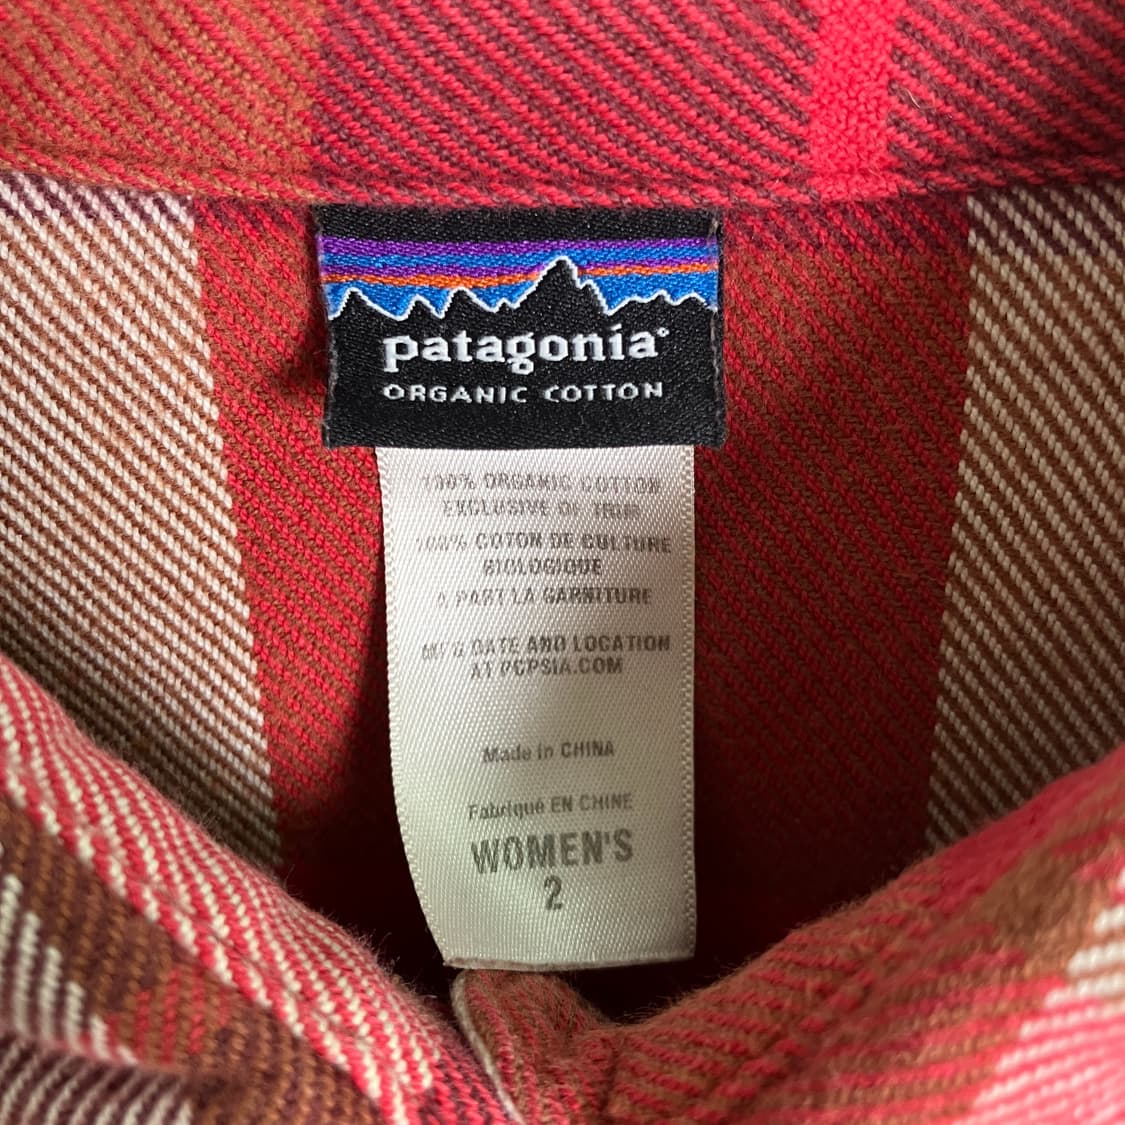 patagonia®
ORGANIC COTTON
100% ORGANIC COTTON
EXCLUSIVE OF TRIM
100% COTON DE CULTURE
BIOLOGIQUE
A PART LA GARNITURE
MFG DATE AND LOCATION
AT PCPSIA.COM
Made in CHINA
Fabriqué EN CHINE
WOMEN'S
2